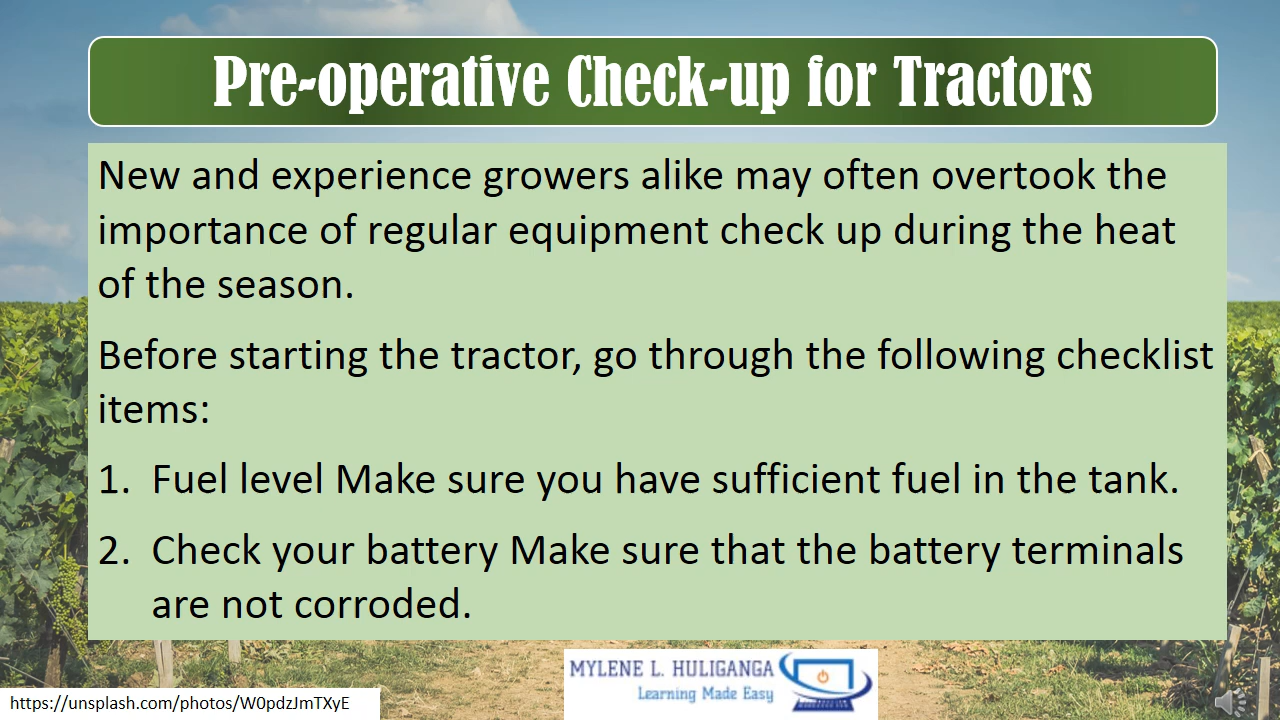 Pre-operative Check-up for Tractors
New and experience growers alike may often overtook the
importance of regular equipment check up during the heat
of the season.
Before starting the tractor, go through the following checklist
items:
1. Fuel level Make sure you have sufficient fuel in the tank.
2. Check your battery Make sure that the battery terminals
are not corroded.
MYLENE L. HULIGANGA
Learning Made Easy
https://unsplash.com/photos/W0pdzJmTXyE